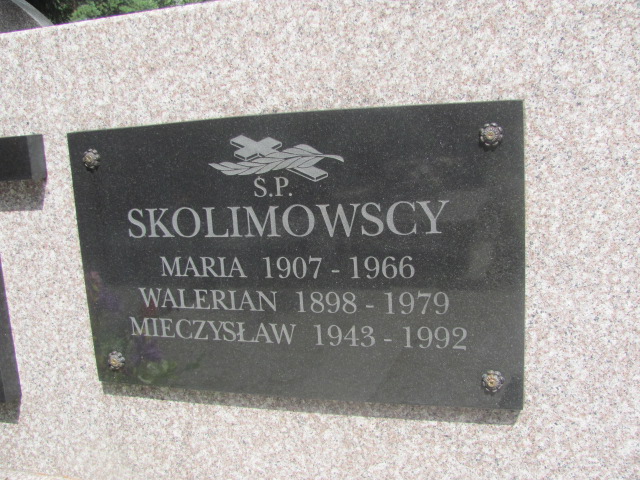 Ś.P.
SKOLIMOWSCY
MARIA 1907 - 1966
WALERIAN 1898 - 1979
MIECZYSŁAW 1943 - 1992